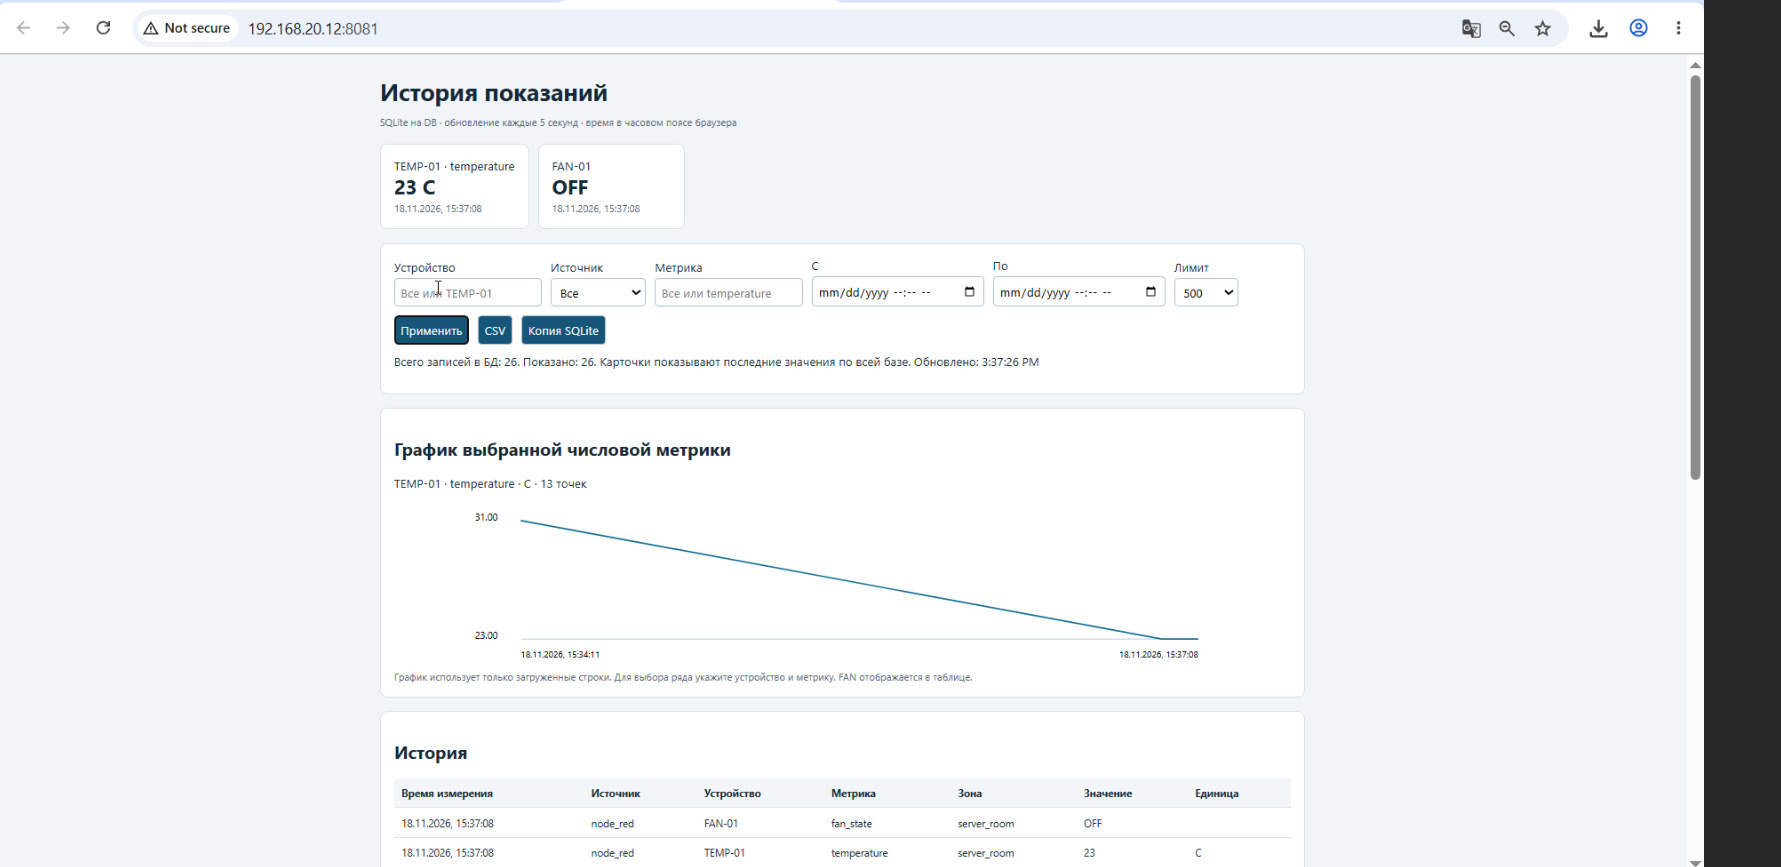 Not secure 192.168.20.12:8081
История показаний
SQLite на DB · обновление каждые 5 секунд · время в часовом поясе браузера
TEMP-01 · temperature
23 C
18.11.2026, 15:37:08
FAN-01
OFF
18.11.2026, 15:37:08
Устройство Источник Метрика С По Лимит
Все или TEMP-01 Все Все или temperature mm/dd/yyyy --:-- -- mm/dd/yyyy --:-- -- 500
Применить CSV Копия SQLite
Всего записей в БД: 26. Показано: 26. Карточки показывают последние значения по всей базе. Обновлено: 3:37:26 PM
График выбранной числовой метрики
TEMP-01 · temperature · C · 13 точек
31.00
23.00
18.11.2026, 15:34:11 18.11.2026, 15:37:08
График использует только загруженные строки. Для выбора ряда укажите устройство и метрику. FAN отображается в таблице.
История
Время измерения Источник Устройство Метрика Зона Значение Единица
18.11.2026, 15:37:08 node_red FAN-01 fan_state server_room OFF
18.11.2026, 15:37:08 node_red TEMP-01 temperature server_room 23 C